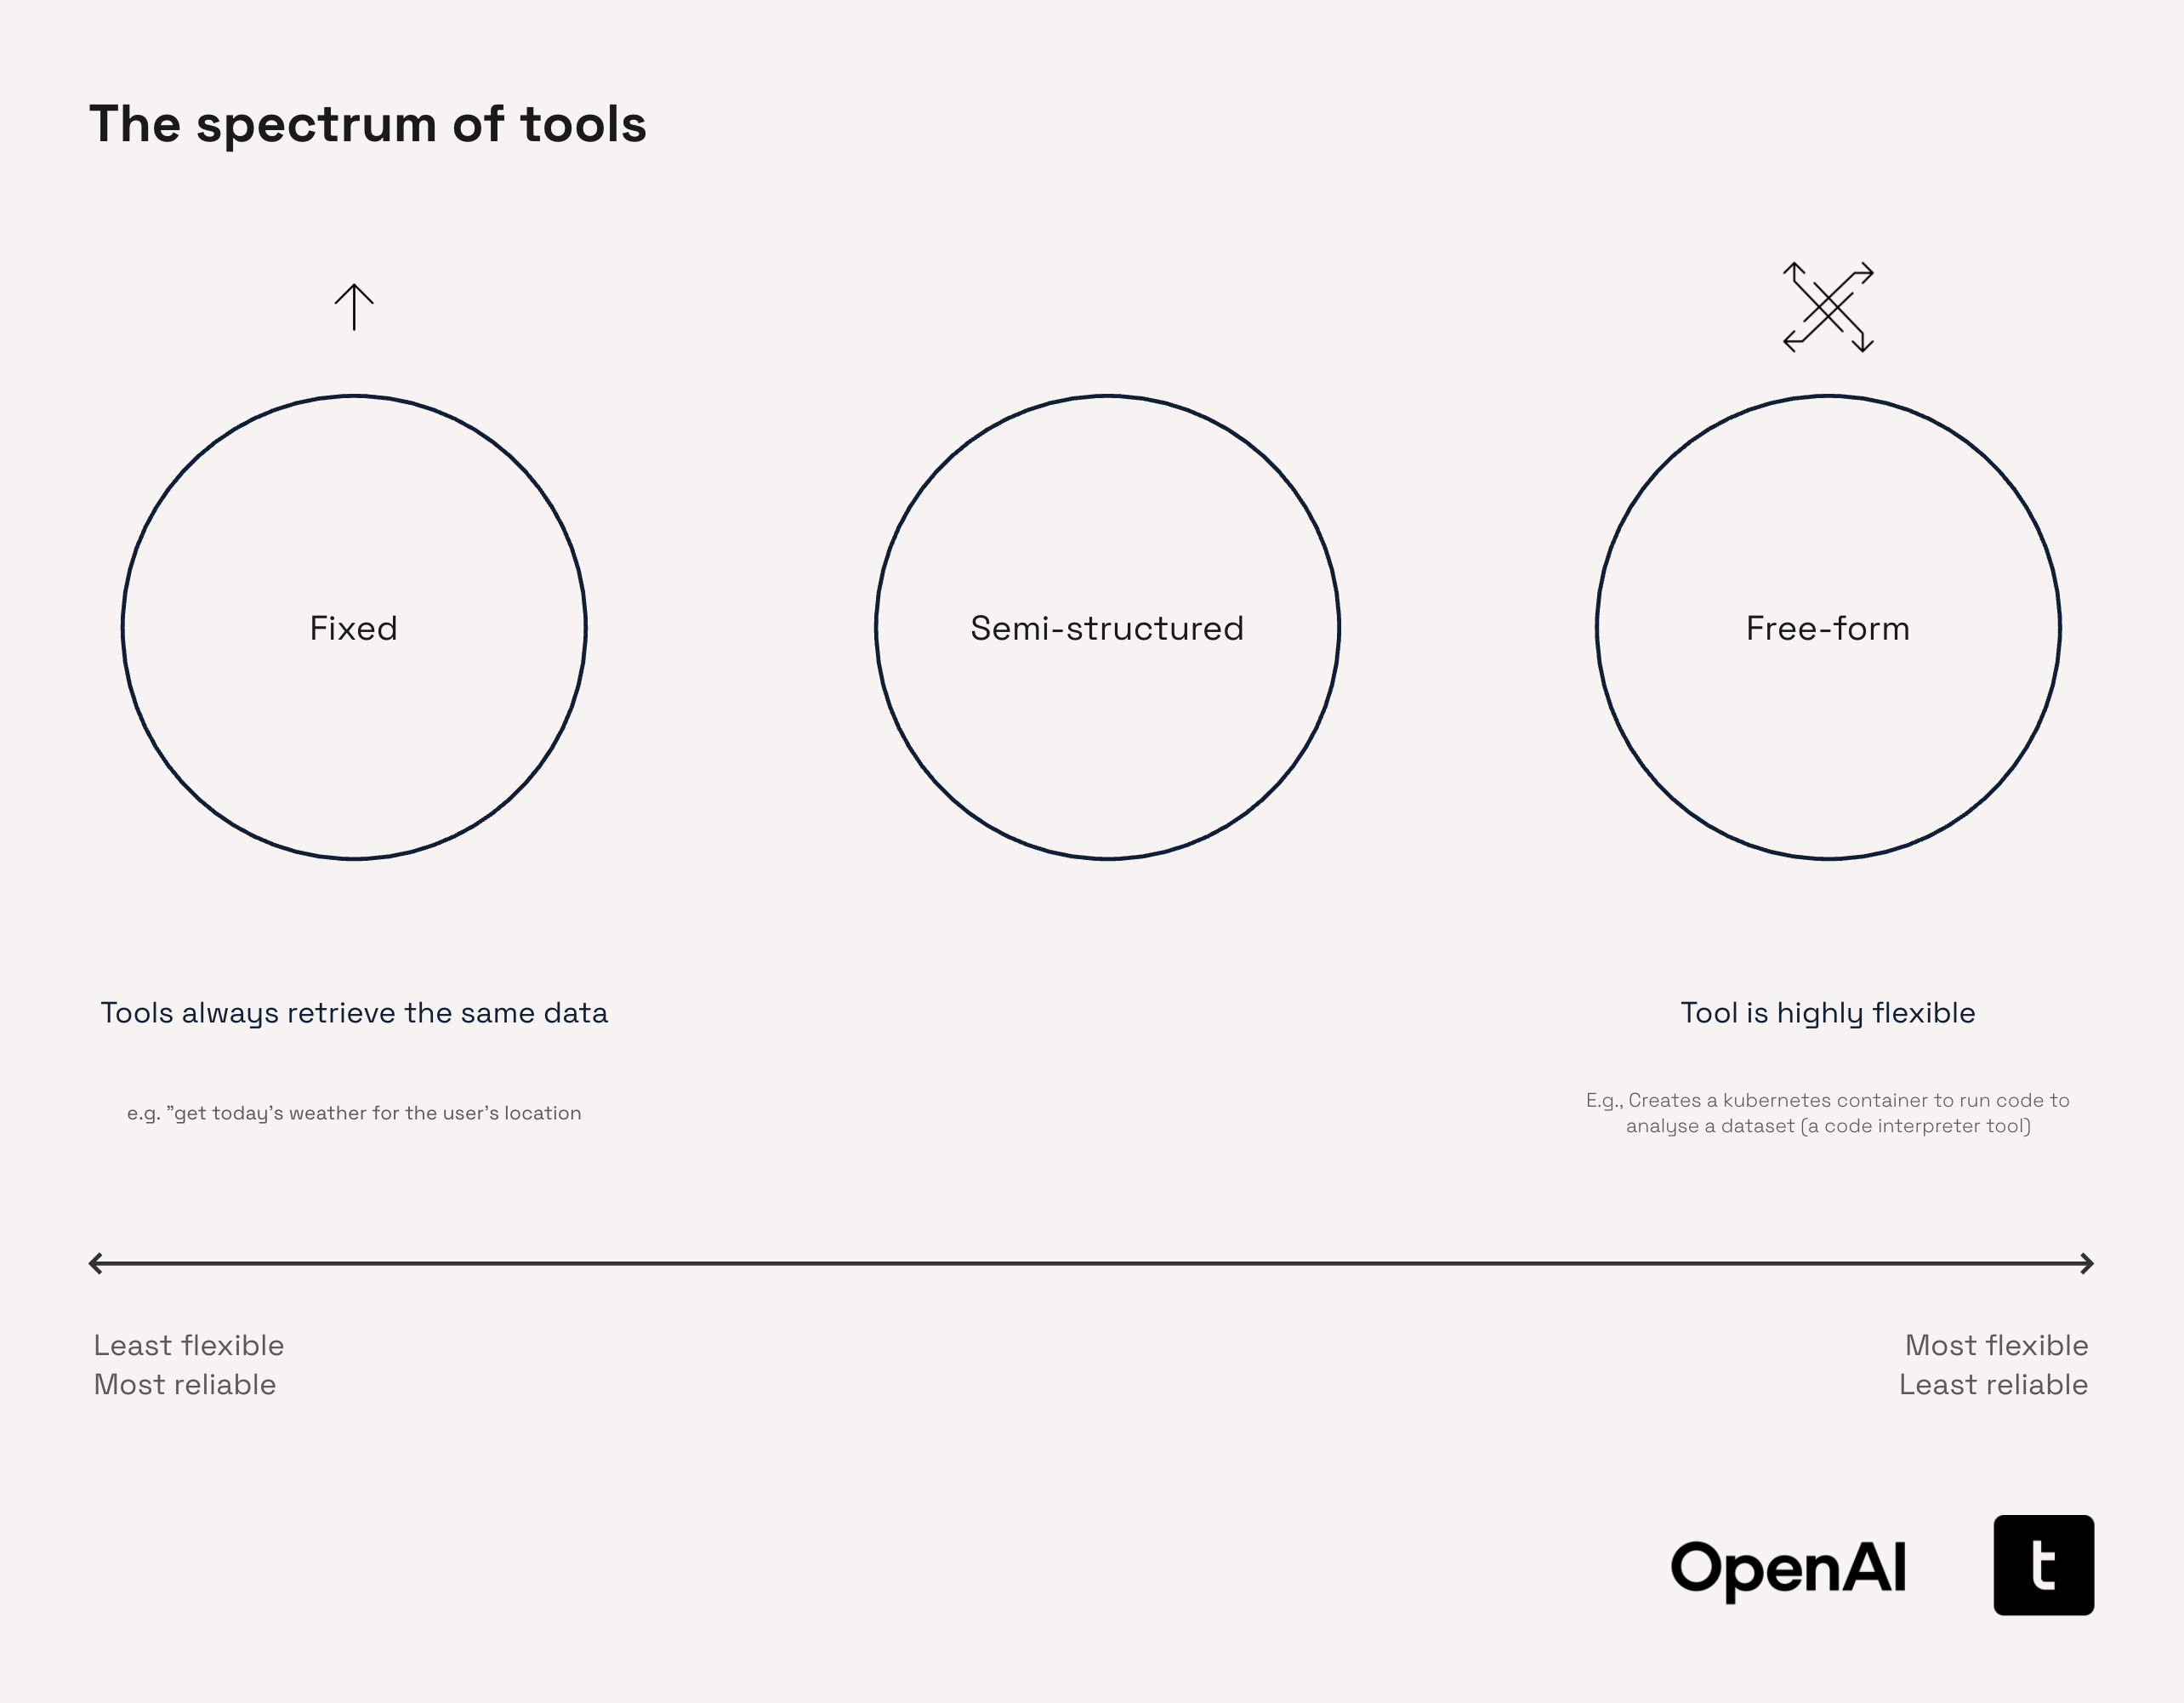 The spectrum of tools
Fixed
Semi-structured
Free-form
Tools always retrieve the same data
Tool is highly flexible
e.g. "get today's weather for the user's location
E.g., Creates a kubernetes container to run code to
analyse a dataset (a code interpreter tool)
Least flexible
Most reliable
Most flexible
Least reliable
OpenAI
t